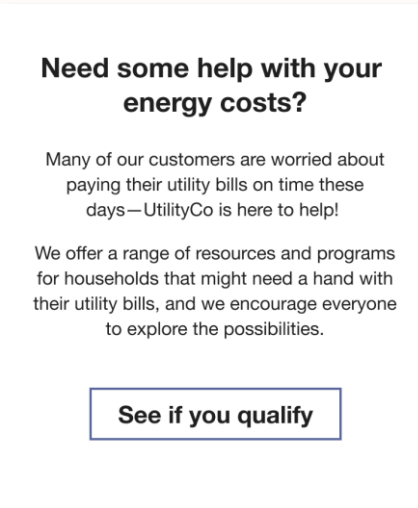 Need some help with your
energy costs?
Many of our customers are worried about
paying their utility bills on time these
days—UtilityCo is here to help!
We offer a range of resources and programs
for households that might need a hand with
their utility bills, and we encourage everyone
to explore the possibilities.
See if you qualify